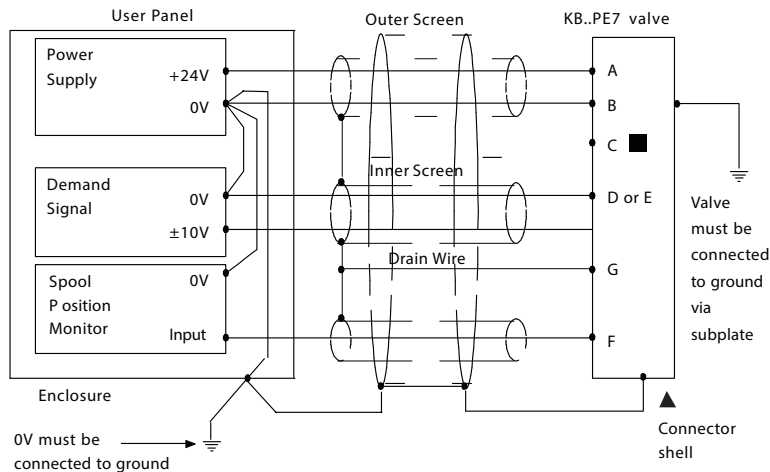 User Panel
Outer Screen
KB..PE7 valve
Power
Supply
+24V
0V
A
B
C
Demand
Signal
0V
±10V
Inner Screen
D or E
Valve
must be
connected
to ground
via
subplate
Spool
Position
Monitor
0V
Input
Drain Wire
G
F
Enclosure
Connector
shell
0V must be
connected to ground